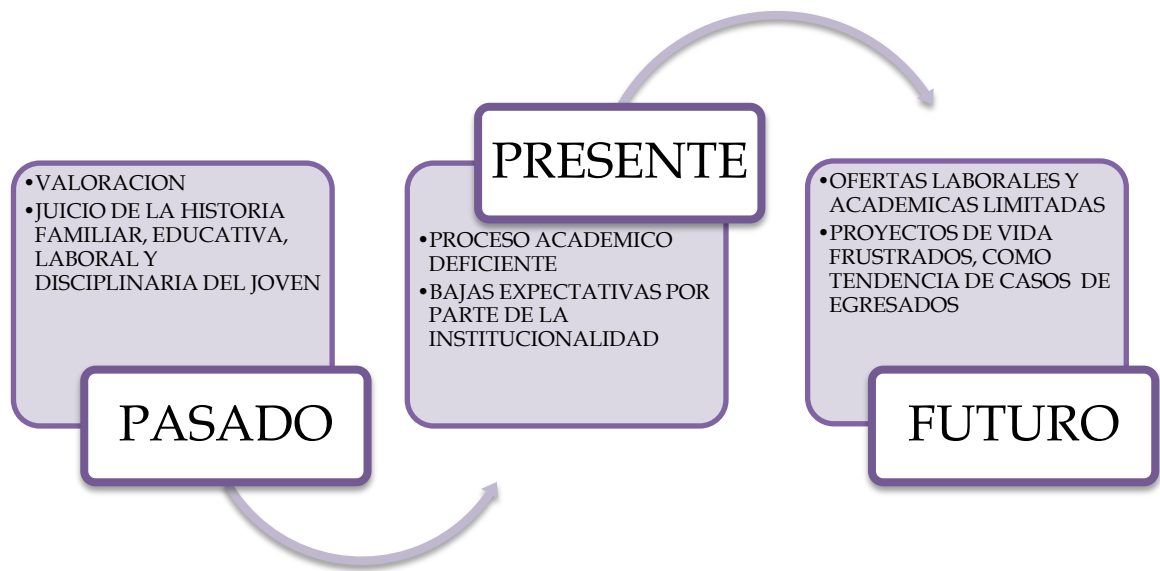 •VALORACION
•JUICIO DE LA HISTORIA
FAMILIAR, EDUCATIVA,
LABORAL Y
DISCIPLINARIA DEL JOVEN
PASADO
PRESENTE
•PROCESO ACADEMICO
DEFICIENTE
•BAJAS EXPECTATIVAS POR
PARTE DE LA
INSTITUCIONALIDAD
•OFERTAS LABORALES Y
ACADEMICAS LIMITADAS
•PROYECTOS DE VIDA
FRUSTRADOS, COMO
TENDENCIA DE CASOS DE
EGRESADOS
FUTURO